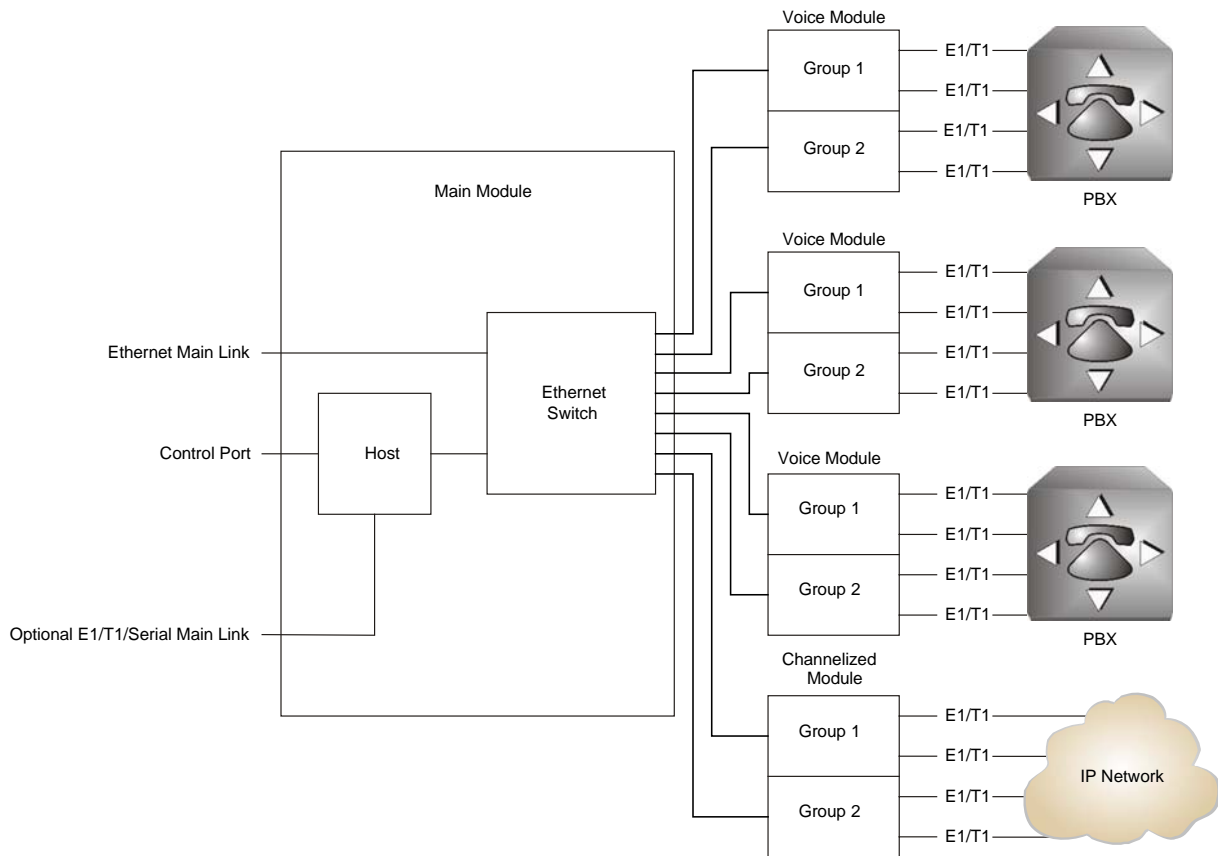 Voice Module
Group 1
Group 2
E1/T1
E1/T1
E1/T1
E1/T1
PBX
Main Module
Ethernet Main Link
Control Port
Optional E1/T1/Serial Main Link
Host
Ethernet
Switch
Voice Module
Group 1
Group 2
E1/T1
E1/T1
E1/T1
E1/T1
PBX
Voice Module
Group 1
Group 2
E1/T1
E1/T1
E1/T1
E1/T1
PBX
Channelized
Module
Group 1
Group 2
E1/T1
E1/T1
E1/T1
E1/T1
IP Network